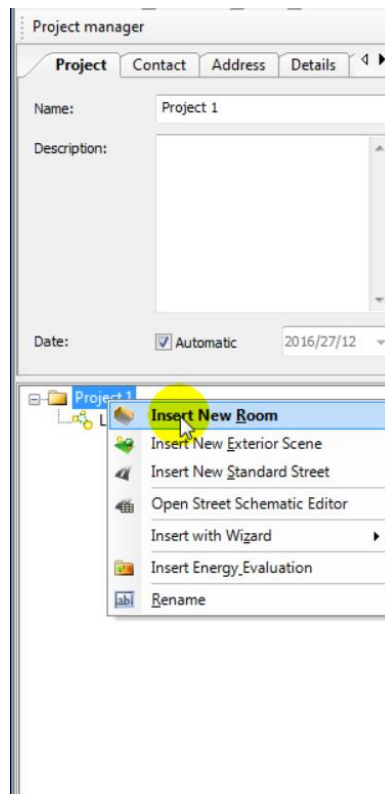 Project manager
Project Contact Address Details
Name: Project 1
Description:
Date: Automatic 2016/27/12
Project 1
L
Insert New Room
Insert New Exterior Scene
Insert New Standard Street
Open Street Schematic Editor
Insert with Wizard
Insert Energy Evaluation
ab Rename